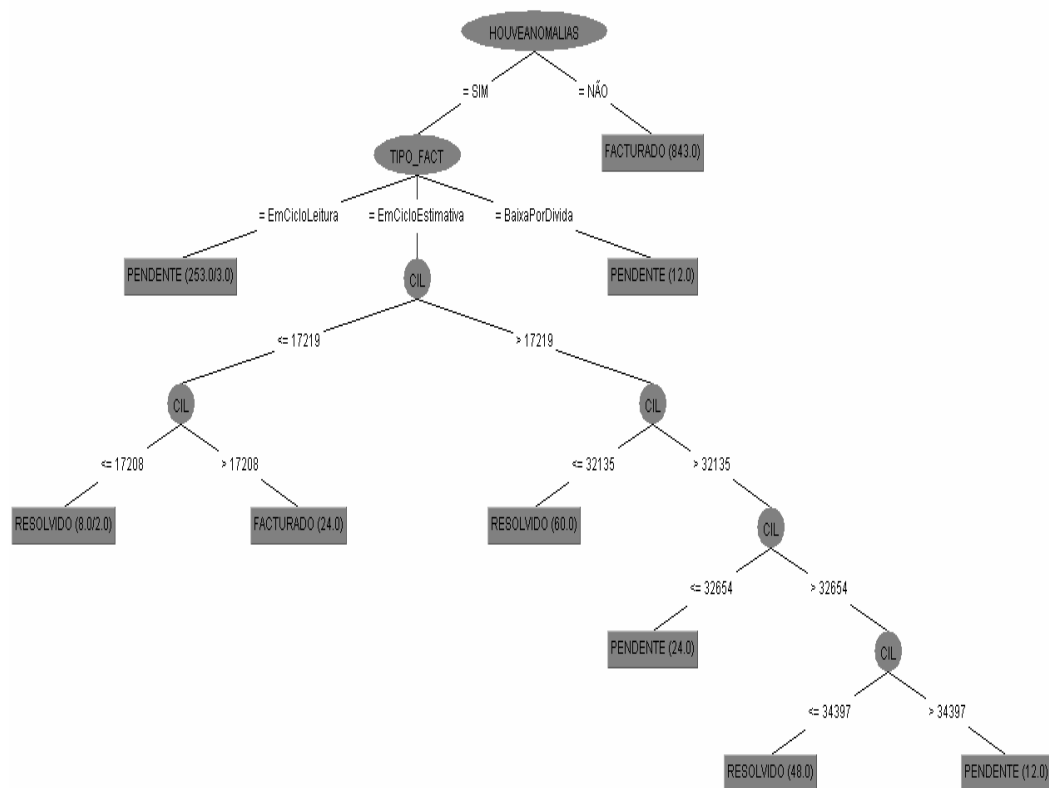 HOUVEANOMALIAS
= SIM
= NÃO
TIPO_FACT
FACTURADO (843.0)
= EmCicloLeitura
= EmCicloEstimativa
= BaixaPorDivida
PENDENTE (253.0/3.0)
CIL
PENDENTE (12.0)
<= 17219
> 17219
CIL
CIL
<= 17208
> 17208
<= 32135
> 32135
RESOLVIDO (8.0/2.0)
FACTURADO (24.0)
RESOLVIDO (60.0)
CIL
<= 32654
> 32654
PENDENTE (24.0)
CIL
<= 34397
> 34397
RESOLVIDO (48.0)
PENDENTE (12.0)